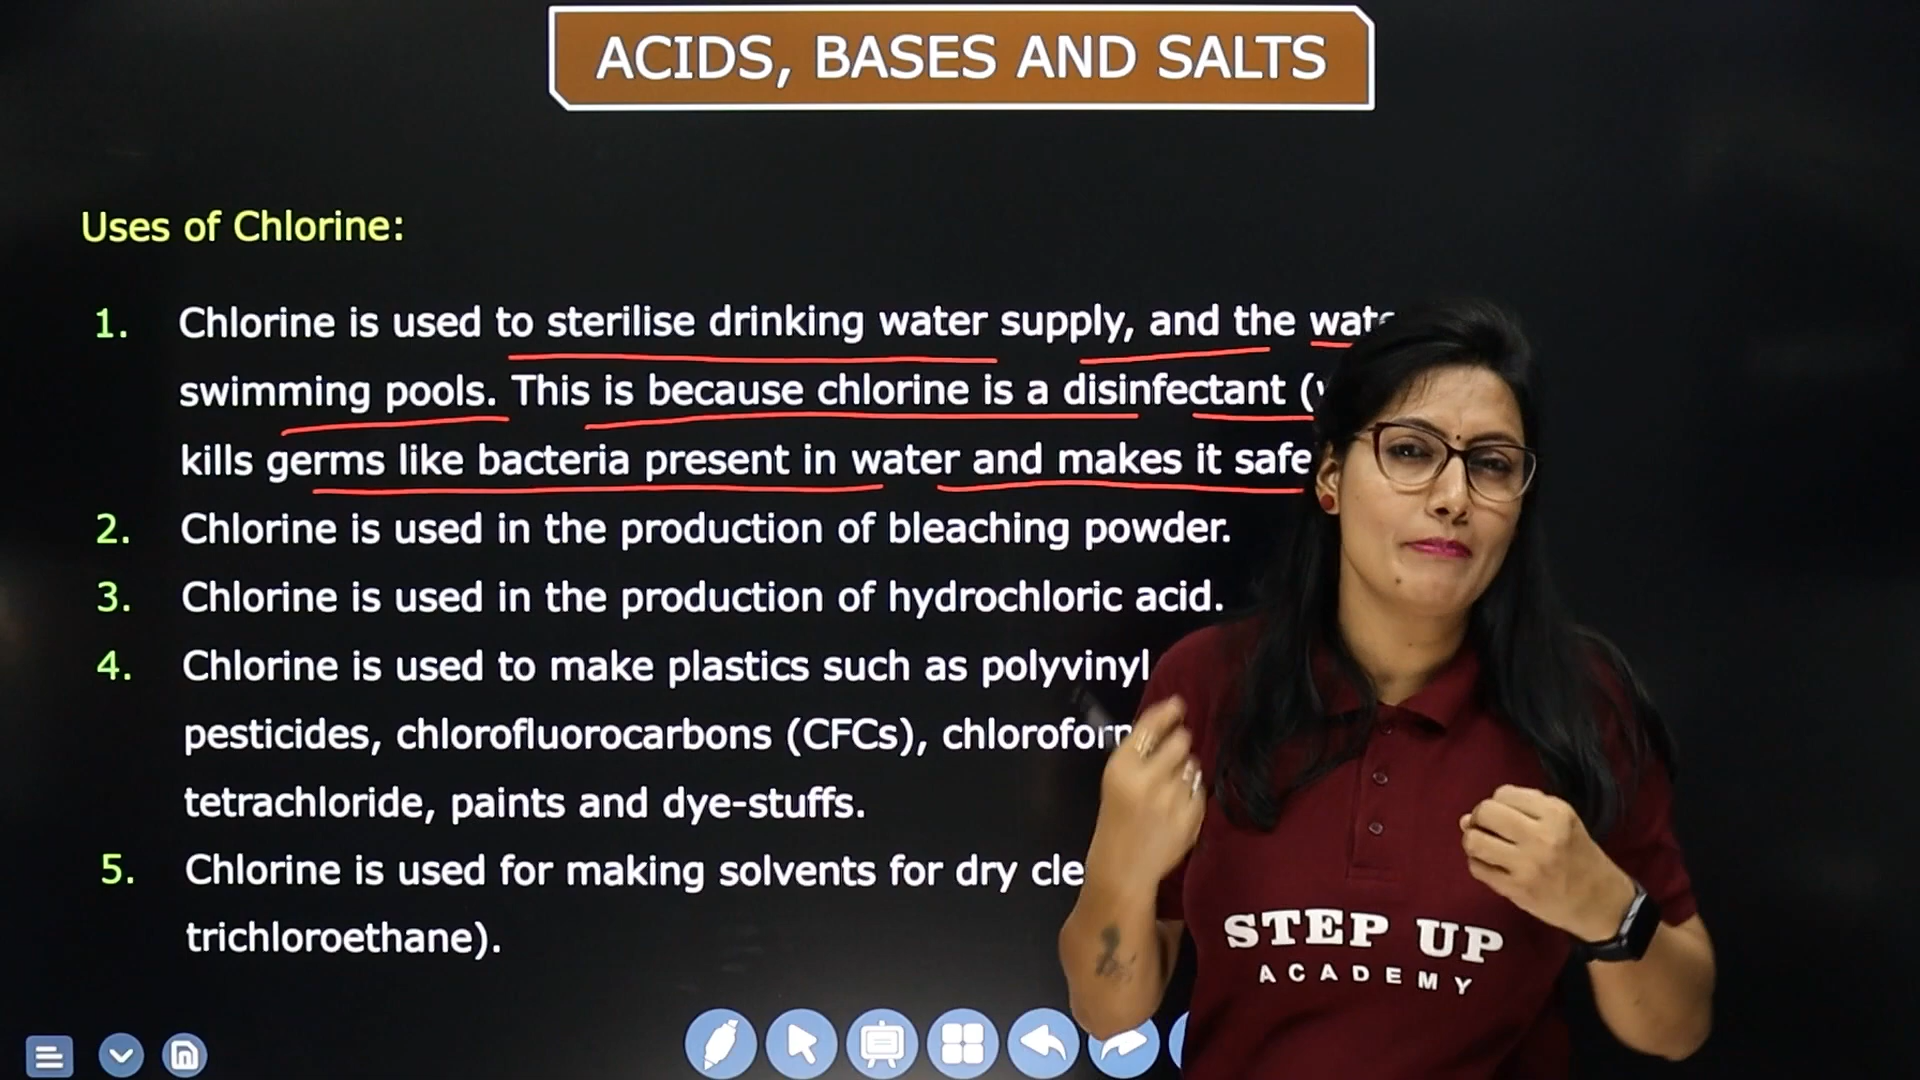 ACIDS, BASES AND SALTS
Uses of Chlorine:
1. Chlorine is used to sterilise drinking water supply, and the
swimming pools. This is because chlorine is a disinfectant (
kills germs like bacteria present in water and makes it safe
2. Chlorine is used in the production of bleaching powder.
3. Chlorine is used in the production of hydrochloric acid.
4. Chlorine is used to make plastics such as polyvinyl
pesticides, chlorofluorocarbons (CFCs),
tetrachloride, paints and dye-stuffs.
5. Chlorine is used for making solvents for dry
trichloroethane).
STEP UP
ACADEMY